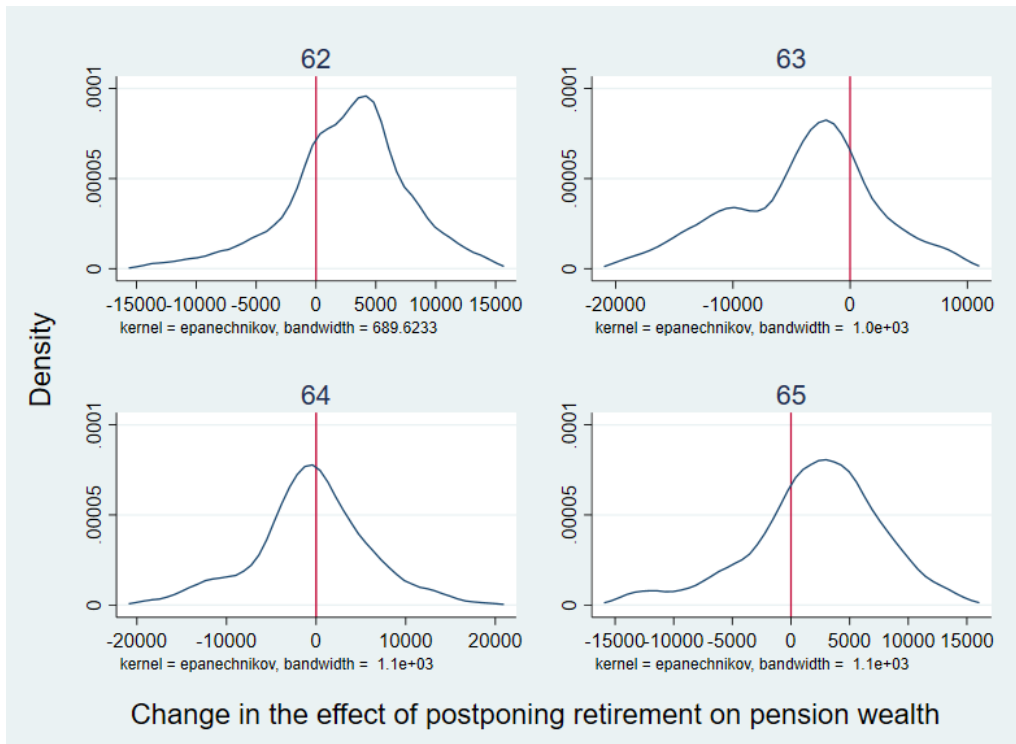 62
63
.0001
.00005
0
-15000 -10000 -5000 0 5000 10000 15000
kernel = epanechnikov, bandwidth = 689.6233
.0001
.00005
0
-20000 -10000 0 10000
kernel = epanechnikov, bandwidth = 1.0e+03
Density
64
65
.0001
.00005
0
-20000 -10000 0 10000 20000
kernel = epanechnikov, bandwidth = 1.1e+03
.0001
.00005
0
-15000 -10000 -5000 0 5000 10000 15000
kernel = epanechnikov, bandwidth = 1.1e+03
Change in the effect of postponing retirement on pension wealth